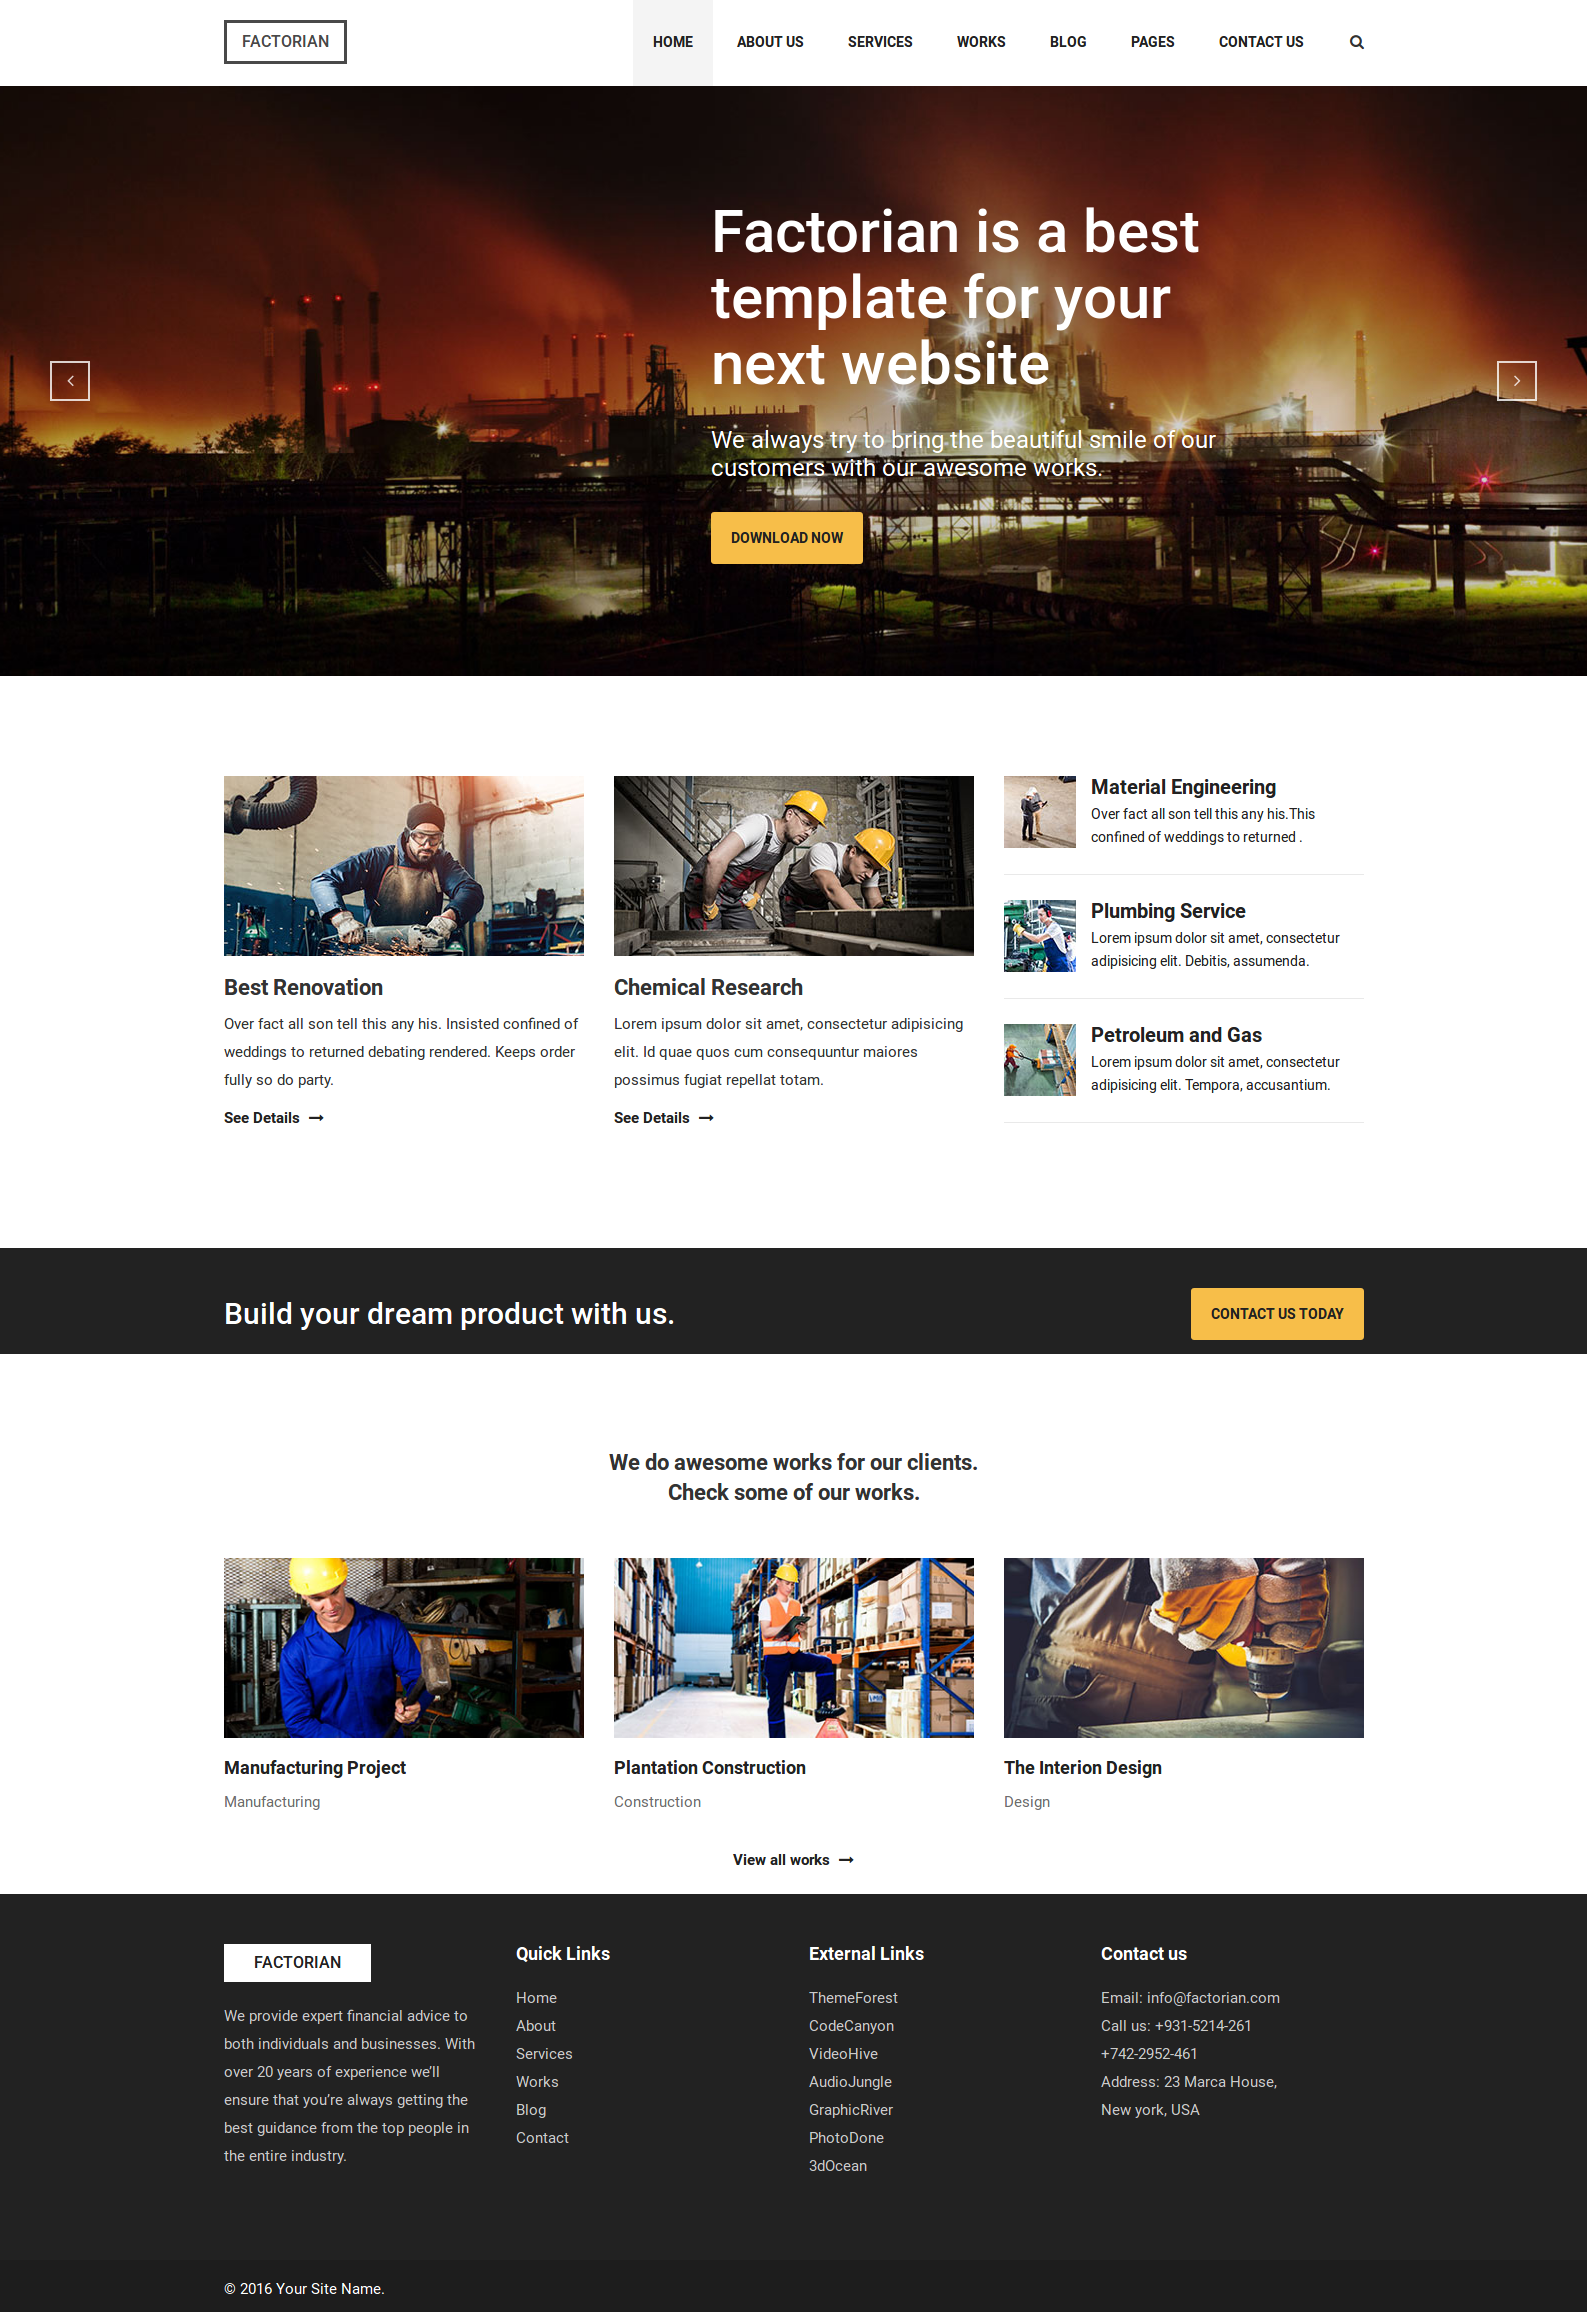 FACTORIAN
HOME ABOUT US SERVICES WORKS BLOG PAGES CONTACT US
Factorian is a best
template for your
next website
We always try to bring the beautiful smile of our
customers with our awesome works.
DOWNLOAD NOW
Best Renovation
Over fact all son tell this any his. Insisted confined of
weddings to returned debating rendered. Keeps order
fully so do party.
See Details
Chemical Research
Lorem ipsum dolor sit amet, consectetur adipisicing
elit. Id quae quos cum consequuntur maiores
possimus fugiat repellat totam.
See Details
Material Engineering
Over fact all son tell this any his.This
confined of weddings to returned .
Plumbing Service
Lorem ipsum dolor sit amet, consectetur
adipisicing elit. Debitis, assumenda.
Petroleum and Gas
Lorem ipsum dolor sit amet, consectetur
adipisicing elit. Tempora, accusantium.
Build your dream product with us.
CONTACT US TODAY
We do awesome works for our clients.
Check some of our works.
Manufacturing Project
Manufacturing
Plantation Construction
Construction
The Interion Design
Design
View all works
FACTORIAN
We provide expert financial advice to
both individuals and businesses. With
over 20 years of experience we’ll
ensure that you’re always getting the
best guidance from the top people in
the entire industry.
Quick Links
Home
About
Services
Works
Blog
Contact
External Links
ThemeForest
CodeCanyon
VideoHive
AudioJungle
GraphicRiver
PhotoDone
3dOcean
Contact us
Email: info@factorian.com
Call us: +931-5214-261
+742-2952-461
Address: 23 Marca House,
New york, USA
© 2016 Your Site Name.